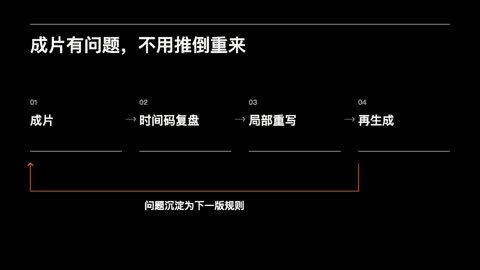 成片有问题，不用推倒重来
01
成片
→
02
时间码复盘
→
03
局部重写
→
04
再生成
问题沉淀为下一版规则